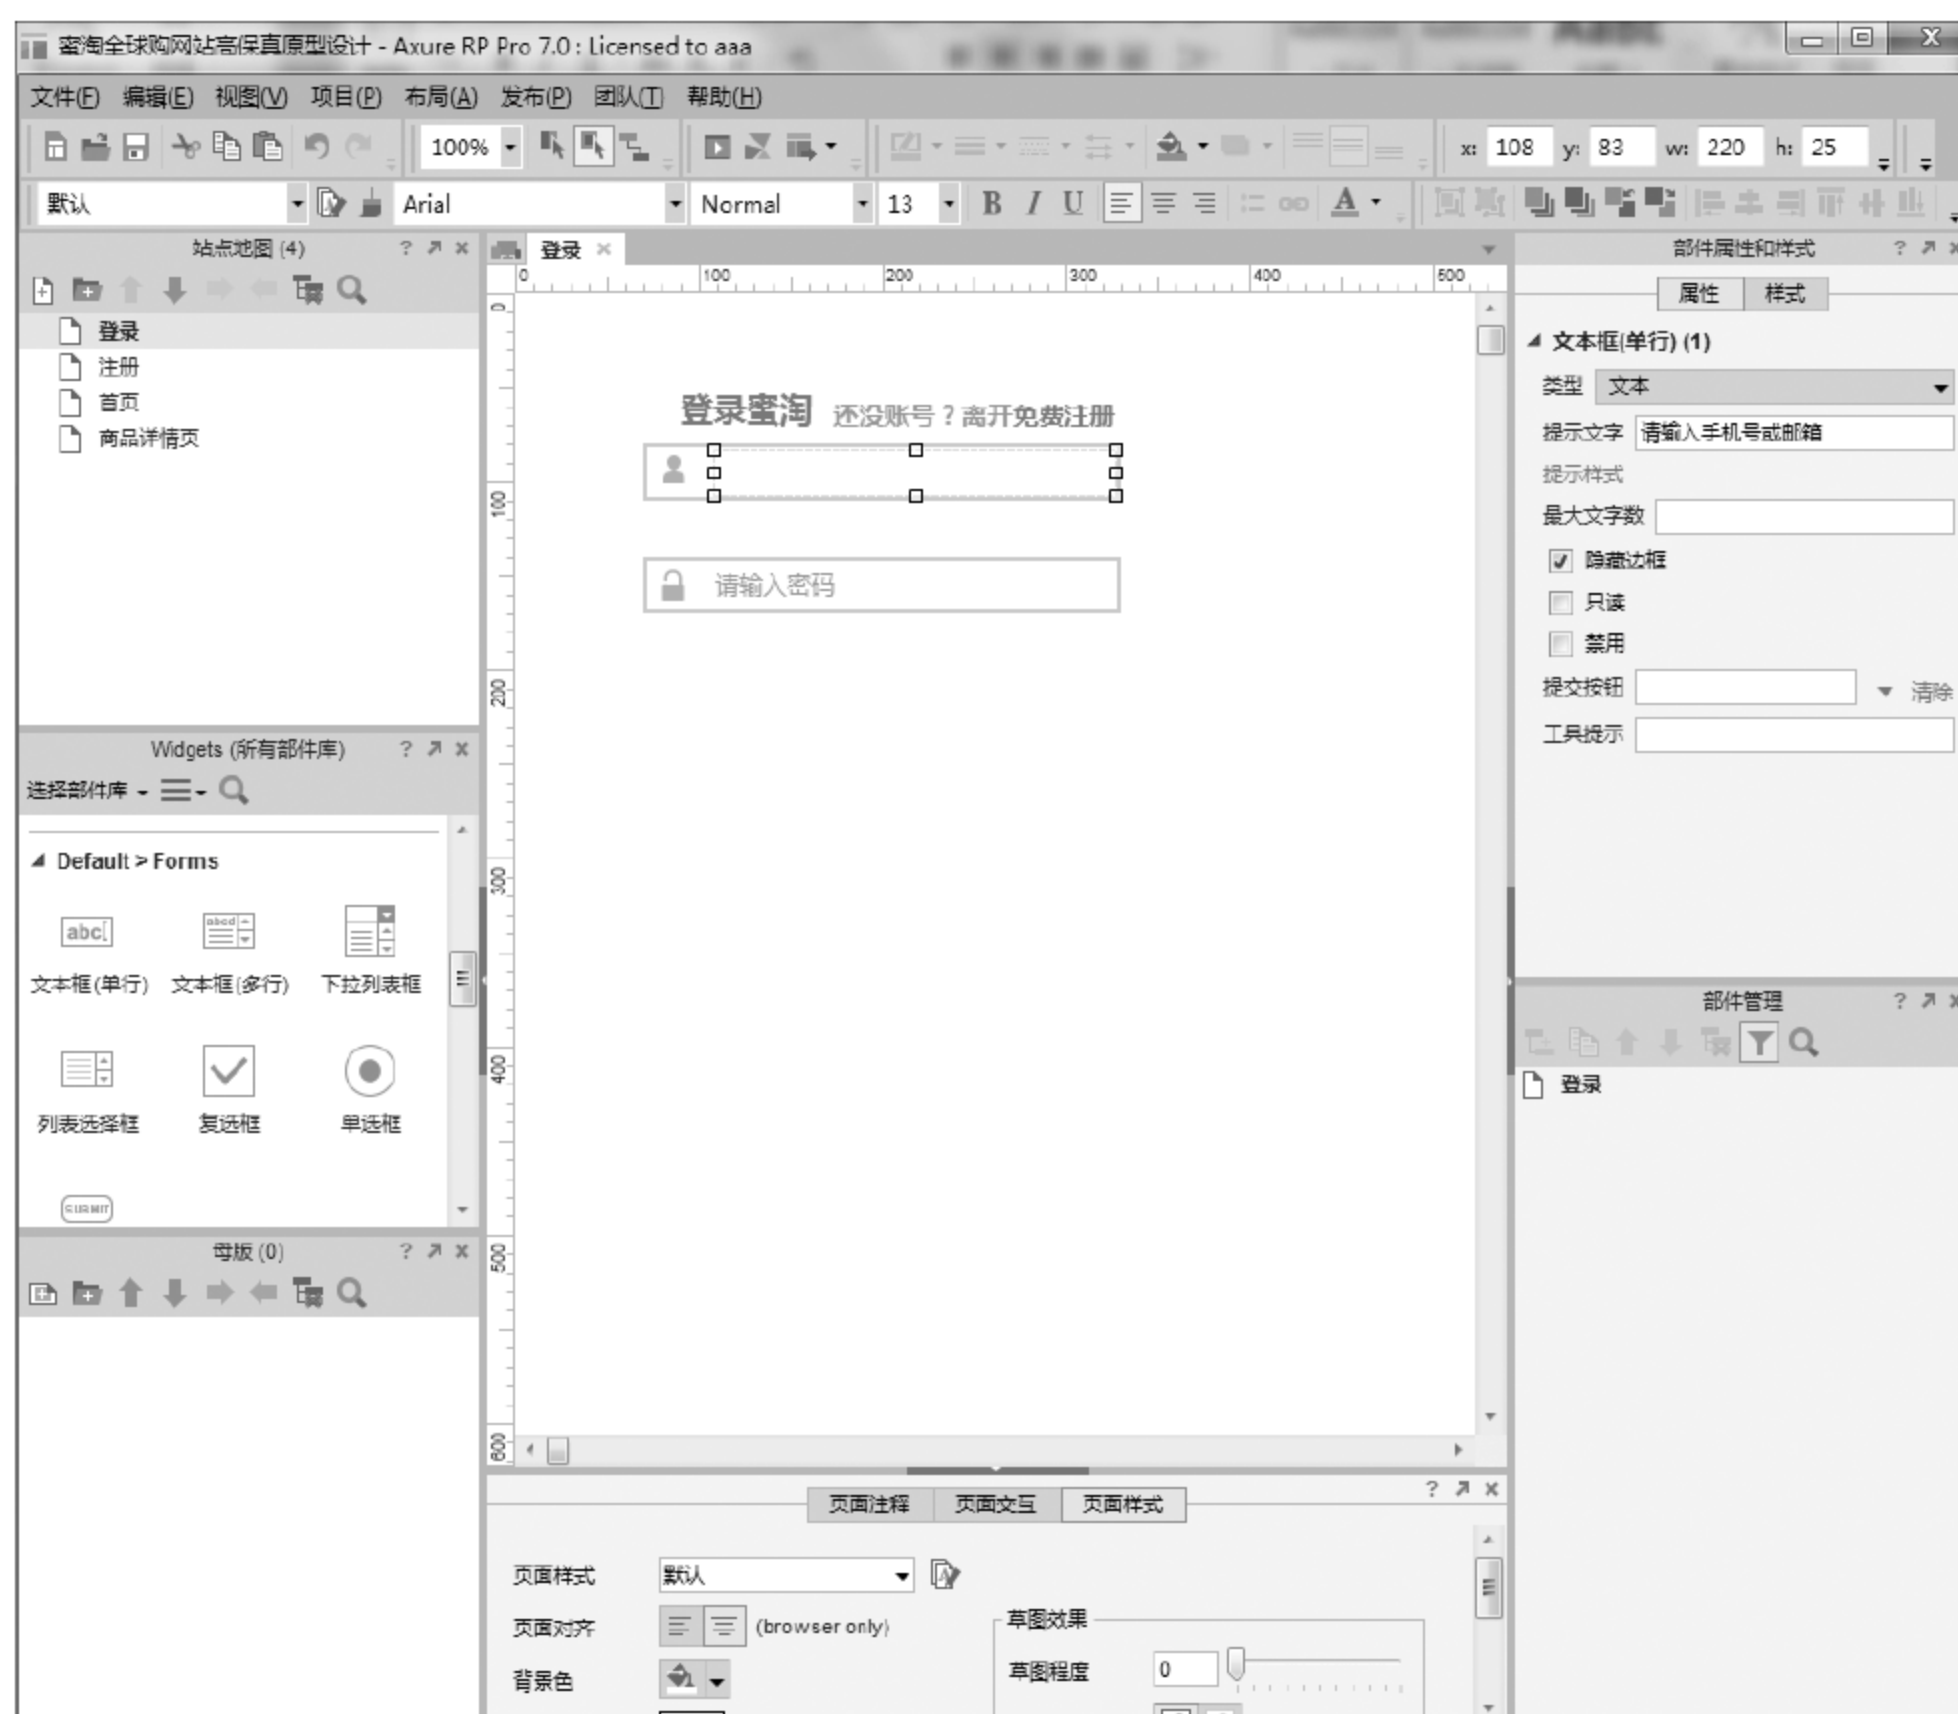 蜜淘全球购网站高保真原型设计 - Axure RP Pro 7.0 : Licensed to aaa
文件(F) 编辑(E) 视图(V) 项目(P) 布局(A) 发布(P) 团队(T) 帮助(H)
100% x: 108 y: 83 w: 220 h: 25
默认 Arial Normal 13 B I U A
站点地图 (4)
登录
注册
首页
商品详情页
Widgets (所有部件库)
选择部件库
Default > Forms
abc
abcd
文本框(单行) 文本框(多行) 下拉列表框
列表选择框 复选框 单选框
SUBMIT
母版 (0)
登录
0 100 200 300 400 500
0
100
200
300
400
500
600
登录蜜淘 还没账号？离开免费注册
请输入密码
页面注释 页面交互 页面样式
页面样式 默认
页面对齐 (browser only)
背景色
草图效果
草图程度 0
部件属性和样式
属性 样式
文本框(单行) (1)
类型 文本
提示文字 请输入手机号或邮箱
提示样式
最大文字数
隐藏边框
只读
禁用
提交按钮 清除
工具提示
部件管理
登录